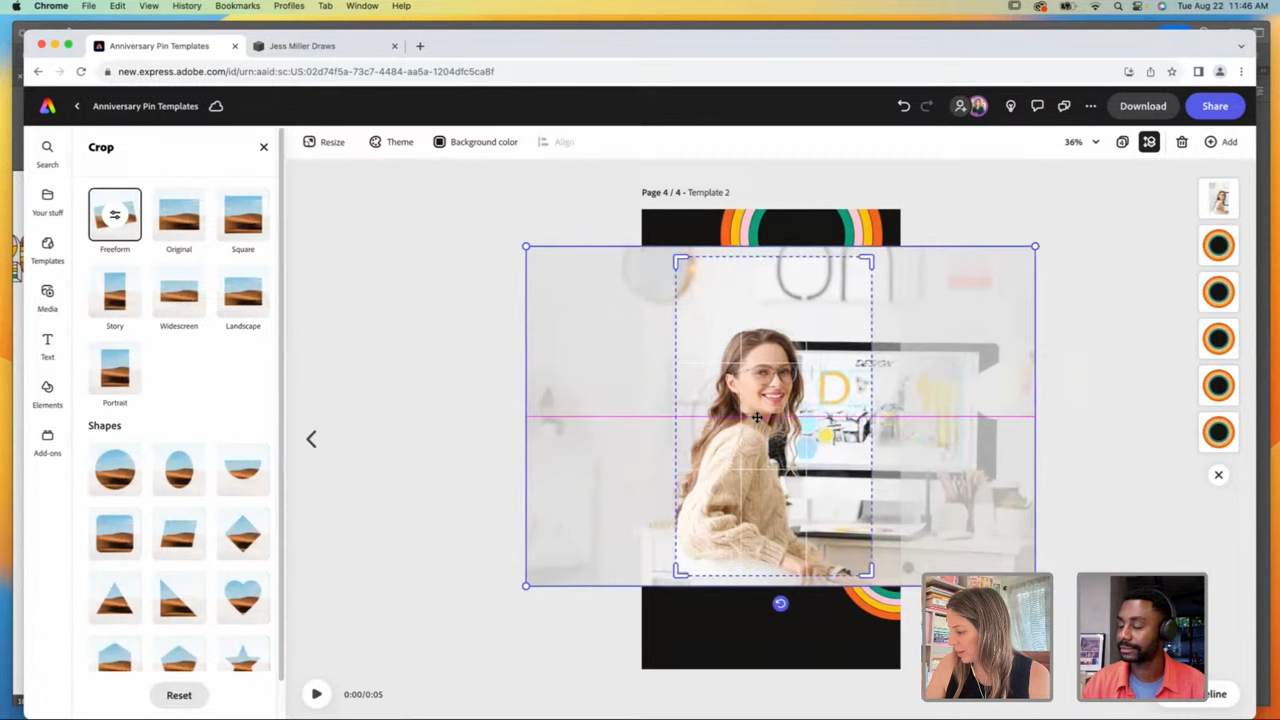 Chrome File Edit View History Bookmarks Profiles Tab Window Help Tue Aug 22 11:46 AM
Anniversary Pin Templates
Jess Miller Draws
new.express.adobe.com/id/urn:aaid:sc:US:02d74f5a-73c7-4484-aa5a-1204dfc5ca8f
Anniversary Pin Templates
Download
Share
Search
Your stuff
Templates
Media
Text
Elements
Add-ons
Crop
Freeform
Original
Square
Story
Widescreen
Landscape
Portrait
Shapes
Reset
Resize
Theme
Background color
Align
36%
Add
Page 4 / 4 - Template 2
on
DESIGN
D
0:00/0:05